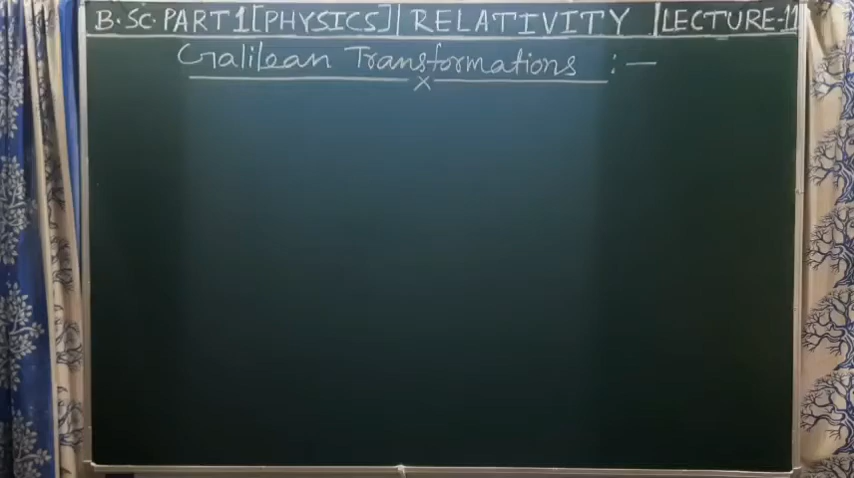 B.SC. PART 1 [PHYSICS] | RELATIVITY | LECTURE-11
Galilean Transformations :—